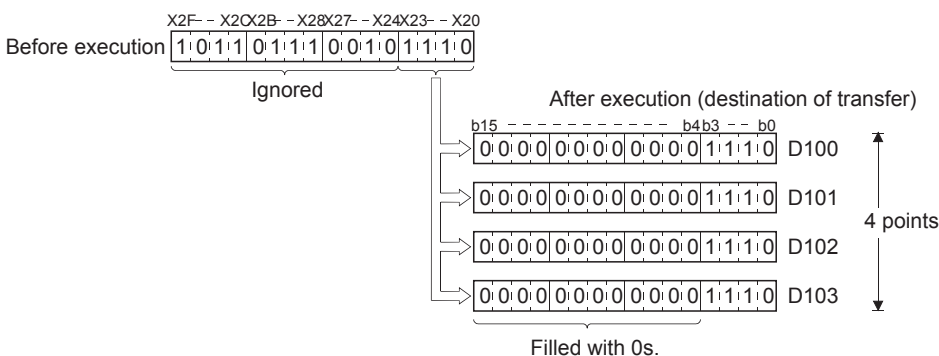 X2F – – X2C X2B – – X28 X27 – – X24 X23 – – X20
Before execution 1 0 1 1 0 1 1 1 0 0 1 0 1 1 1 0
Ignored
After execution (destination of transfer)
b15 – – – – – – – – – – – – – b4 b3 – – b0
0 0 0 0 0 0 0 0 0 0 0 0 1 1 1 0 D100
0 0 0 0 0 0 0 0 0 0 0 0 1 1 1 0 D101
4 points
0 0 0 0 0 0 0 0 0 0 0 0 1 1 1 0 D102
0 0 0 0 0 0 0 0 0 0 0 0 1 1 1 0 D103
Filled with 0s.